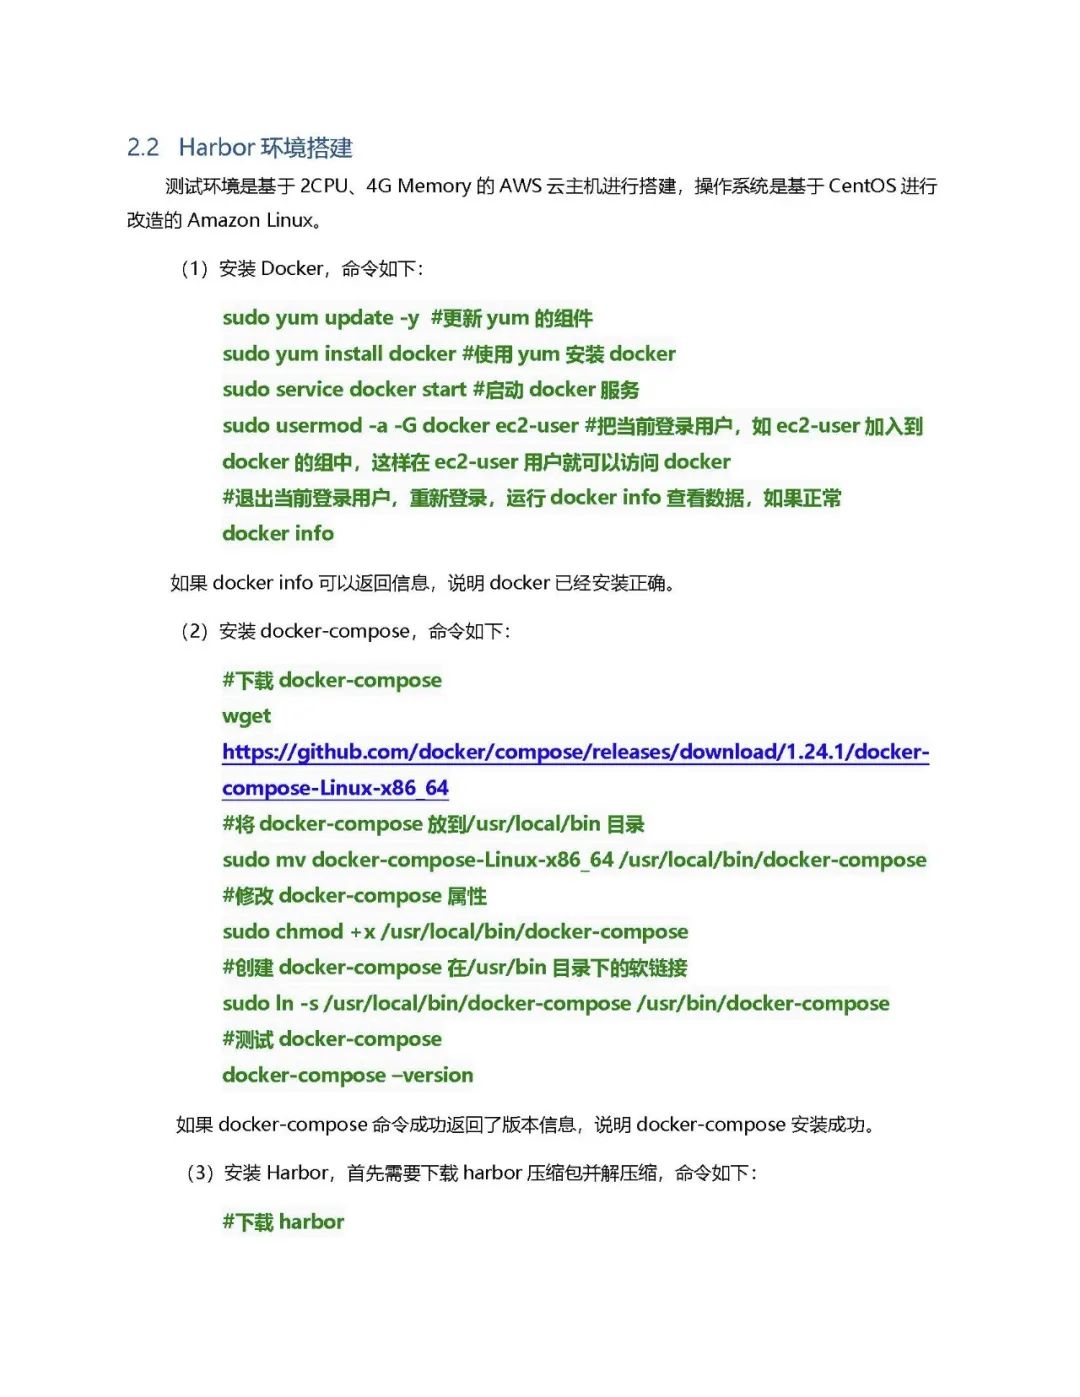 2.2 Harbor 环境搭建
测试环境是基于 2CPU、4G Memory 的 AWS 云主机进行搭建，操作系统是基于 CentOS 进行
改造的 Amazon Linux。
（1）安装 Docker，命令如下：
sudo yum update -y #更新 yum 的组件
sudo yum install docker #使用 yum 安装 docker
sudo service docker start #启动 docker 服务
sudo usermod -a -G docker ec2-user #把当前登录用户，如 ec2-user 加入到
docker 的组中，这样在 ec2-user 用户就可以访问 docker
#退出当前登录用户，重新登录，运行 docker info 查看数据，如果正常
docker info
如果 docker info 可以返回信息，说明 docker 已经安装正确。
（2）安装 docker-compose，命令如下：
#下载 docker-compose
wget
https://github.com/docker/compose/releases/download/1.24.1/docker-
compose-Linux-x86_64
#将 docker-compose 放到/usr/local/bin 目录
sudo mv docker-compose-Linux-x86_64 /usr/local/bin/docker-compose
#修改 docker-compose 属性
sudo chmod +x /usr/local/bin/docker-compose
#创建 docker-compose 在/usr/bin 目录下的软链接
sudo ln -s /usr/local/bin/docker-compose /usr/bin/docker-compose
#测试 docker-compose
docker-compose –version
如果 docker-compose 命令成功返回了版本信息，说明 docker-compose 安装成功。
（3）安装 Harbor，首先需要下载 harbor 压缩包并解压缩，命令如下：
#下载 harbor